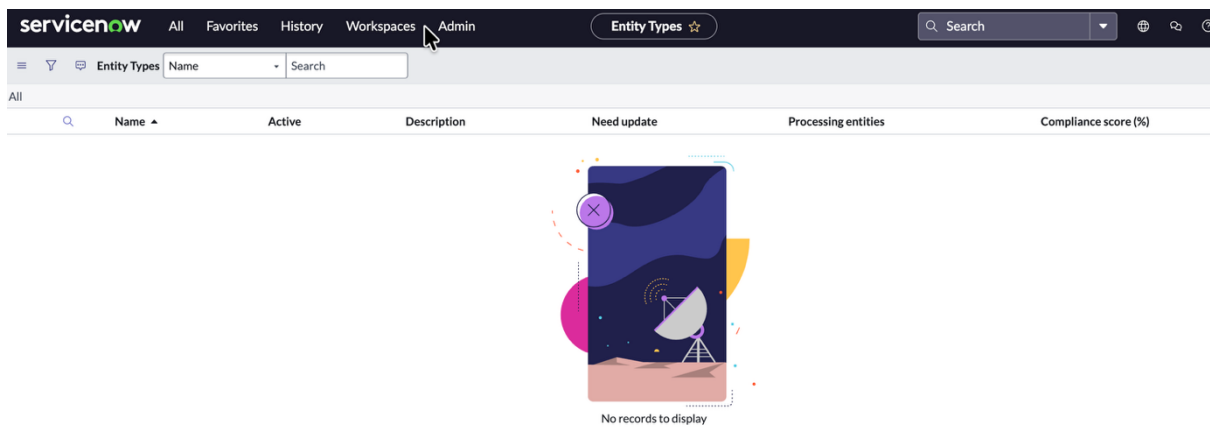 servicenow All Favorites History Workspaces Admin Entity Types Search
Entity Types Name Search
All
Name Active Description Need update Processing entities Compliance score (%)
No records to display